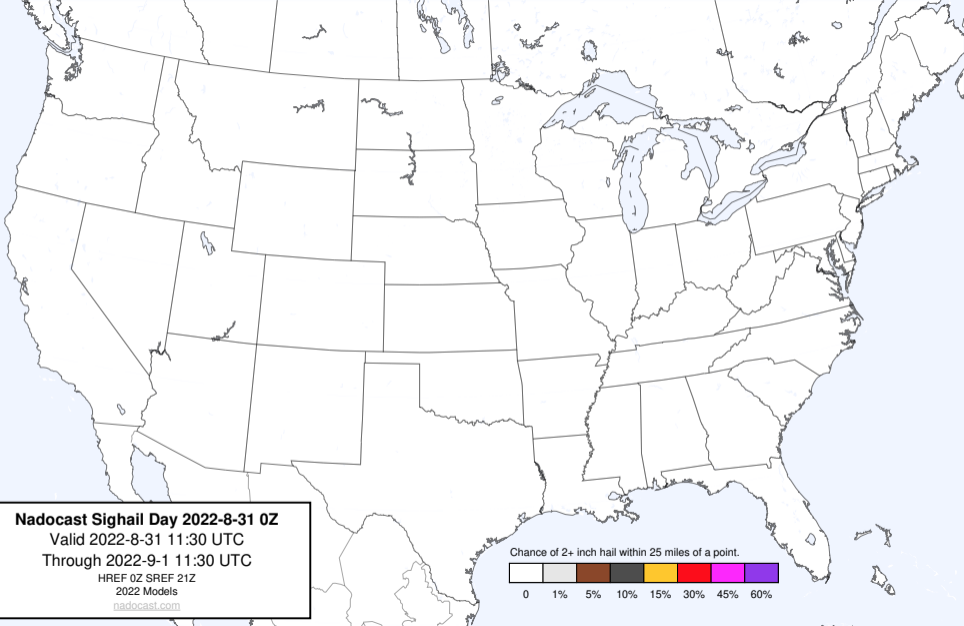 Nadocast Sighail Day 2022-8-31 0Z
Valid 2022-8-31 11:30 UTC
Through 2022-9-1 11:30 UTC
HREF 0Z SREF 21Z
2022 Models
nadocast.com
Chance of 2+ inch hail within 25 miles of a point.
0 1% 5% 10% 15% 30% 45% 60%